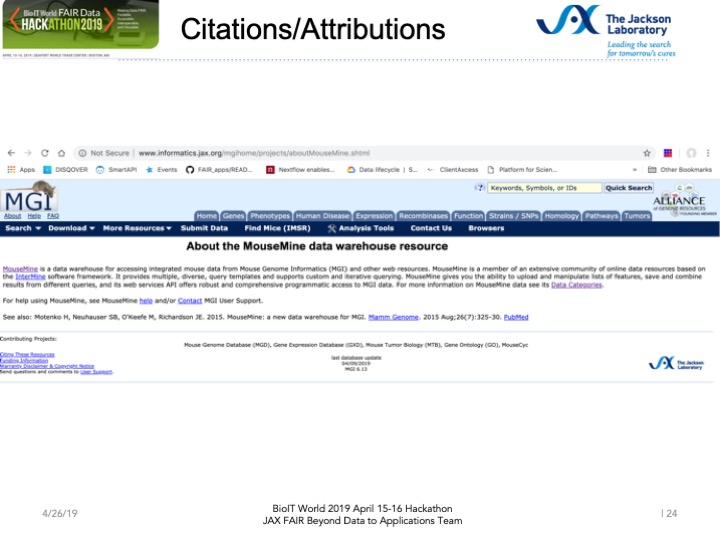 BioIT World FAIR Data
HACKATHON2019
Citations/Attributions
The Jackson
Laboratory
Leading the search
for tomorrow's cures
Not Secure | www.informatics.jax.org/mgihome/projects/aboutMouseMine.shtml
Apps DISQOVER SmartAPI Events FAIR_apps/READ... Nextflow enables... Data lifecycle | S... ClientAccess Platform for Scien... » Other Bookmarks
MGI
About Help FAQ
Keywords, Symbols, or IDs Quick Search
ALLIANCE
OF GENOME RESOURCES
FOUNDING MEMBER
Home Genes Phenotypes Human Disease Expression Recombinases Function Strains / SNPs Homology Pathways Tumors
Search Download More Resources Submit Data Find Mice (IMSR) Analysis Tools Contact Us Browsers
About the MouseMine data warehouse resource
MouseMine is a data warehouse for accessing integrated mouse data from Mouse Genome Informatics (MGI) and other web resources. MouseMine is a member of an extensive community of online data resources based on
the InterMine software framework. It provides multiple, diverse, query templates and supports custom and iterative querying. MouseMine gives you the ability to upload and manipulate lists of features, save and combine
results from different queries, and its web services API offers robust and comprehensive programmatic access to MGI data. For more information on MouseMine data see its Data Categories.
For help using MouseMine, see MouseMine help and/or Contact MGI User Support.
See also: Motenko H, Neuhauser SB, O'Keefe M, Richardson JE. 2015. MouseMine: a new data warehouse for MGI. Mamm Genome. 2015 Aug;26(7):325-30. PubMed
Contributing Projects:
Mouse Genome Database (MGD), Gene Expression Database (GXD), Mouse Tumor Biology (MTB), Gene Ontology (GO), MouseCyc
Citing These Resources
Funding Information
Warranty Disclaimer & Copyright Notice
Send questions and comments to User Support.
last database update
04/09/2019
MGI 6.13
The Jackson
Laboratory
4/26/19
BioIT World 2019 April 15-16 Hackathon
JAX FAIR Beyond Data to Applications Team
| 24